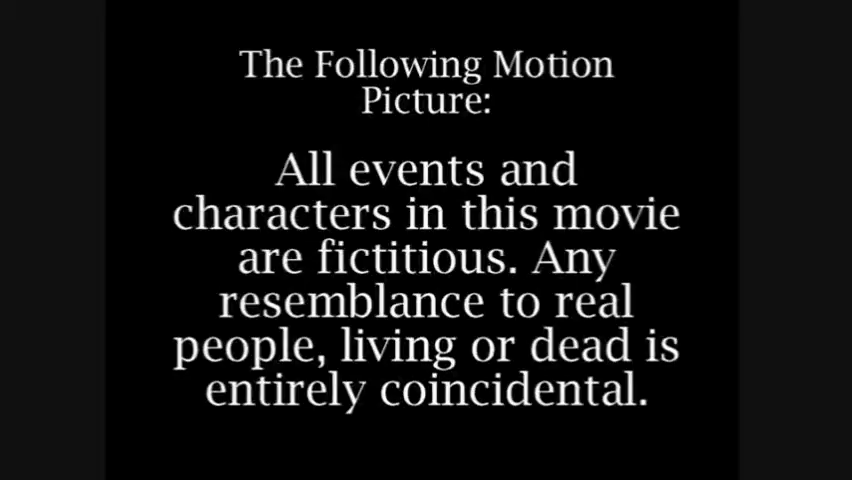 The Following Motion
Picture:
All events and
characters in this movie
are fictitious. Any
resemblance to real
people, living or dead is
entirely coincidental.